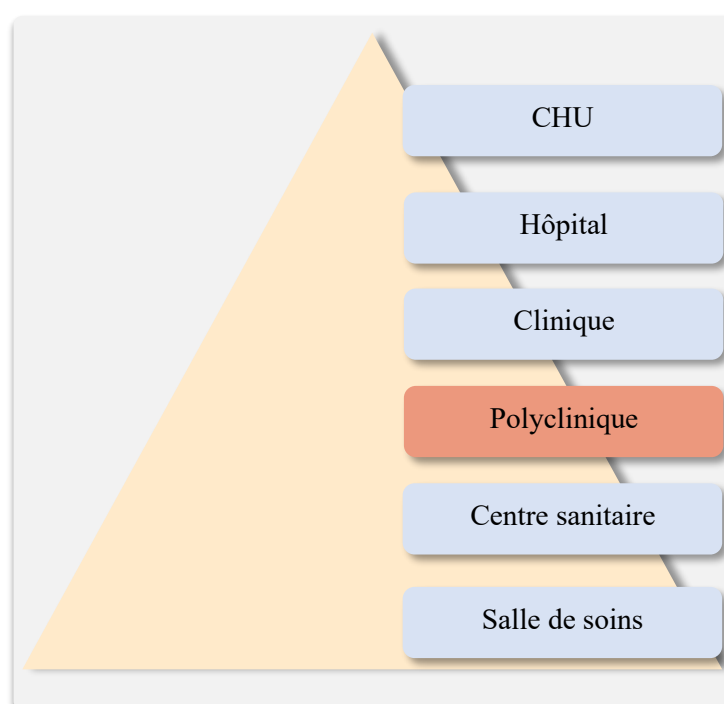 CHU
Hôpital
Clinique
Polyclinique
Centre sanitaire
Salle de soins